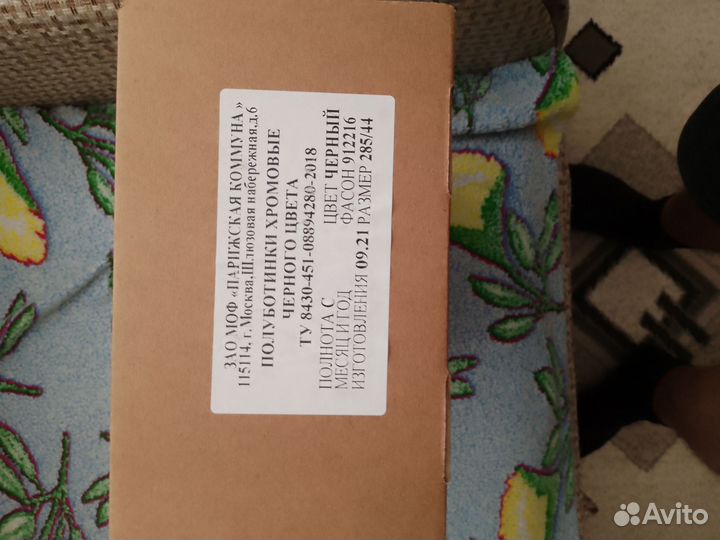 ЗАО МОФ «ПАРИЖСКАЯ КОММУНА»
115114, г. Москва,Шлюзовая набережная,д.6
ПОЛУБОТИНКИ ХРОМОВЫЕ
ЧЕРНОГО ЦВЕТА
ТУ 8430-451-08894280-2018
ПОЛНОТА С ЦВЕТ ЧЕРНЫЙ
МЕСЯЦ И ГОД ФАСОН 912216
ИЗГОТОВЛЕНИЯ 09.21 РАЗМЕР 285/44
Avito